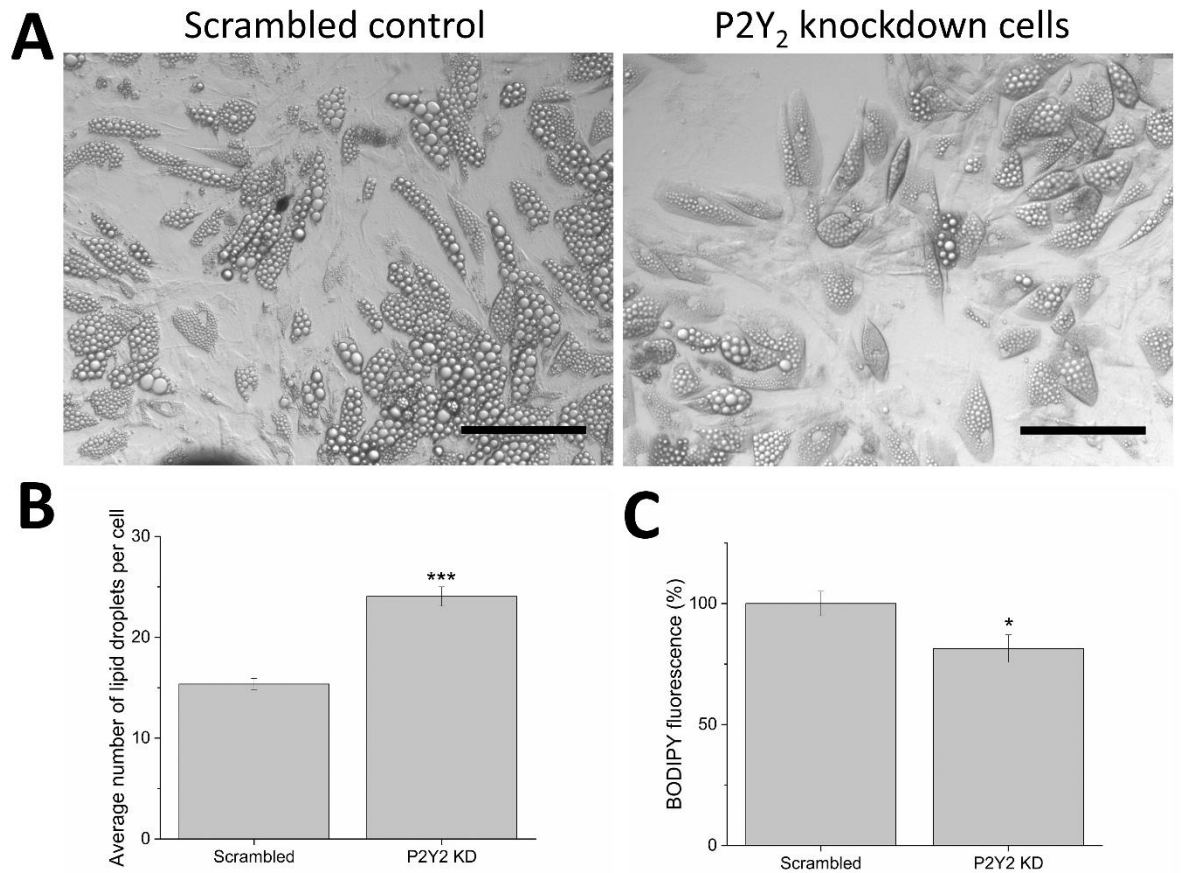 A
Scrambled control
P2Y₂ knockdown cells
B
Average number of lipid droplets per cell
30
20
10
0
***
Scrambled
P2Y2 KD
C
BODIPY fluorescence (%)
100
50
0
*
Scrambled
P2Y2 KD